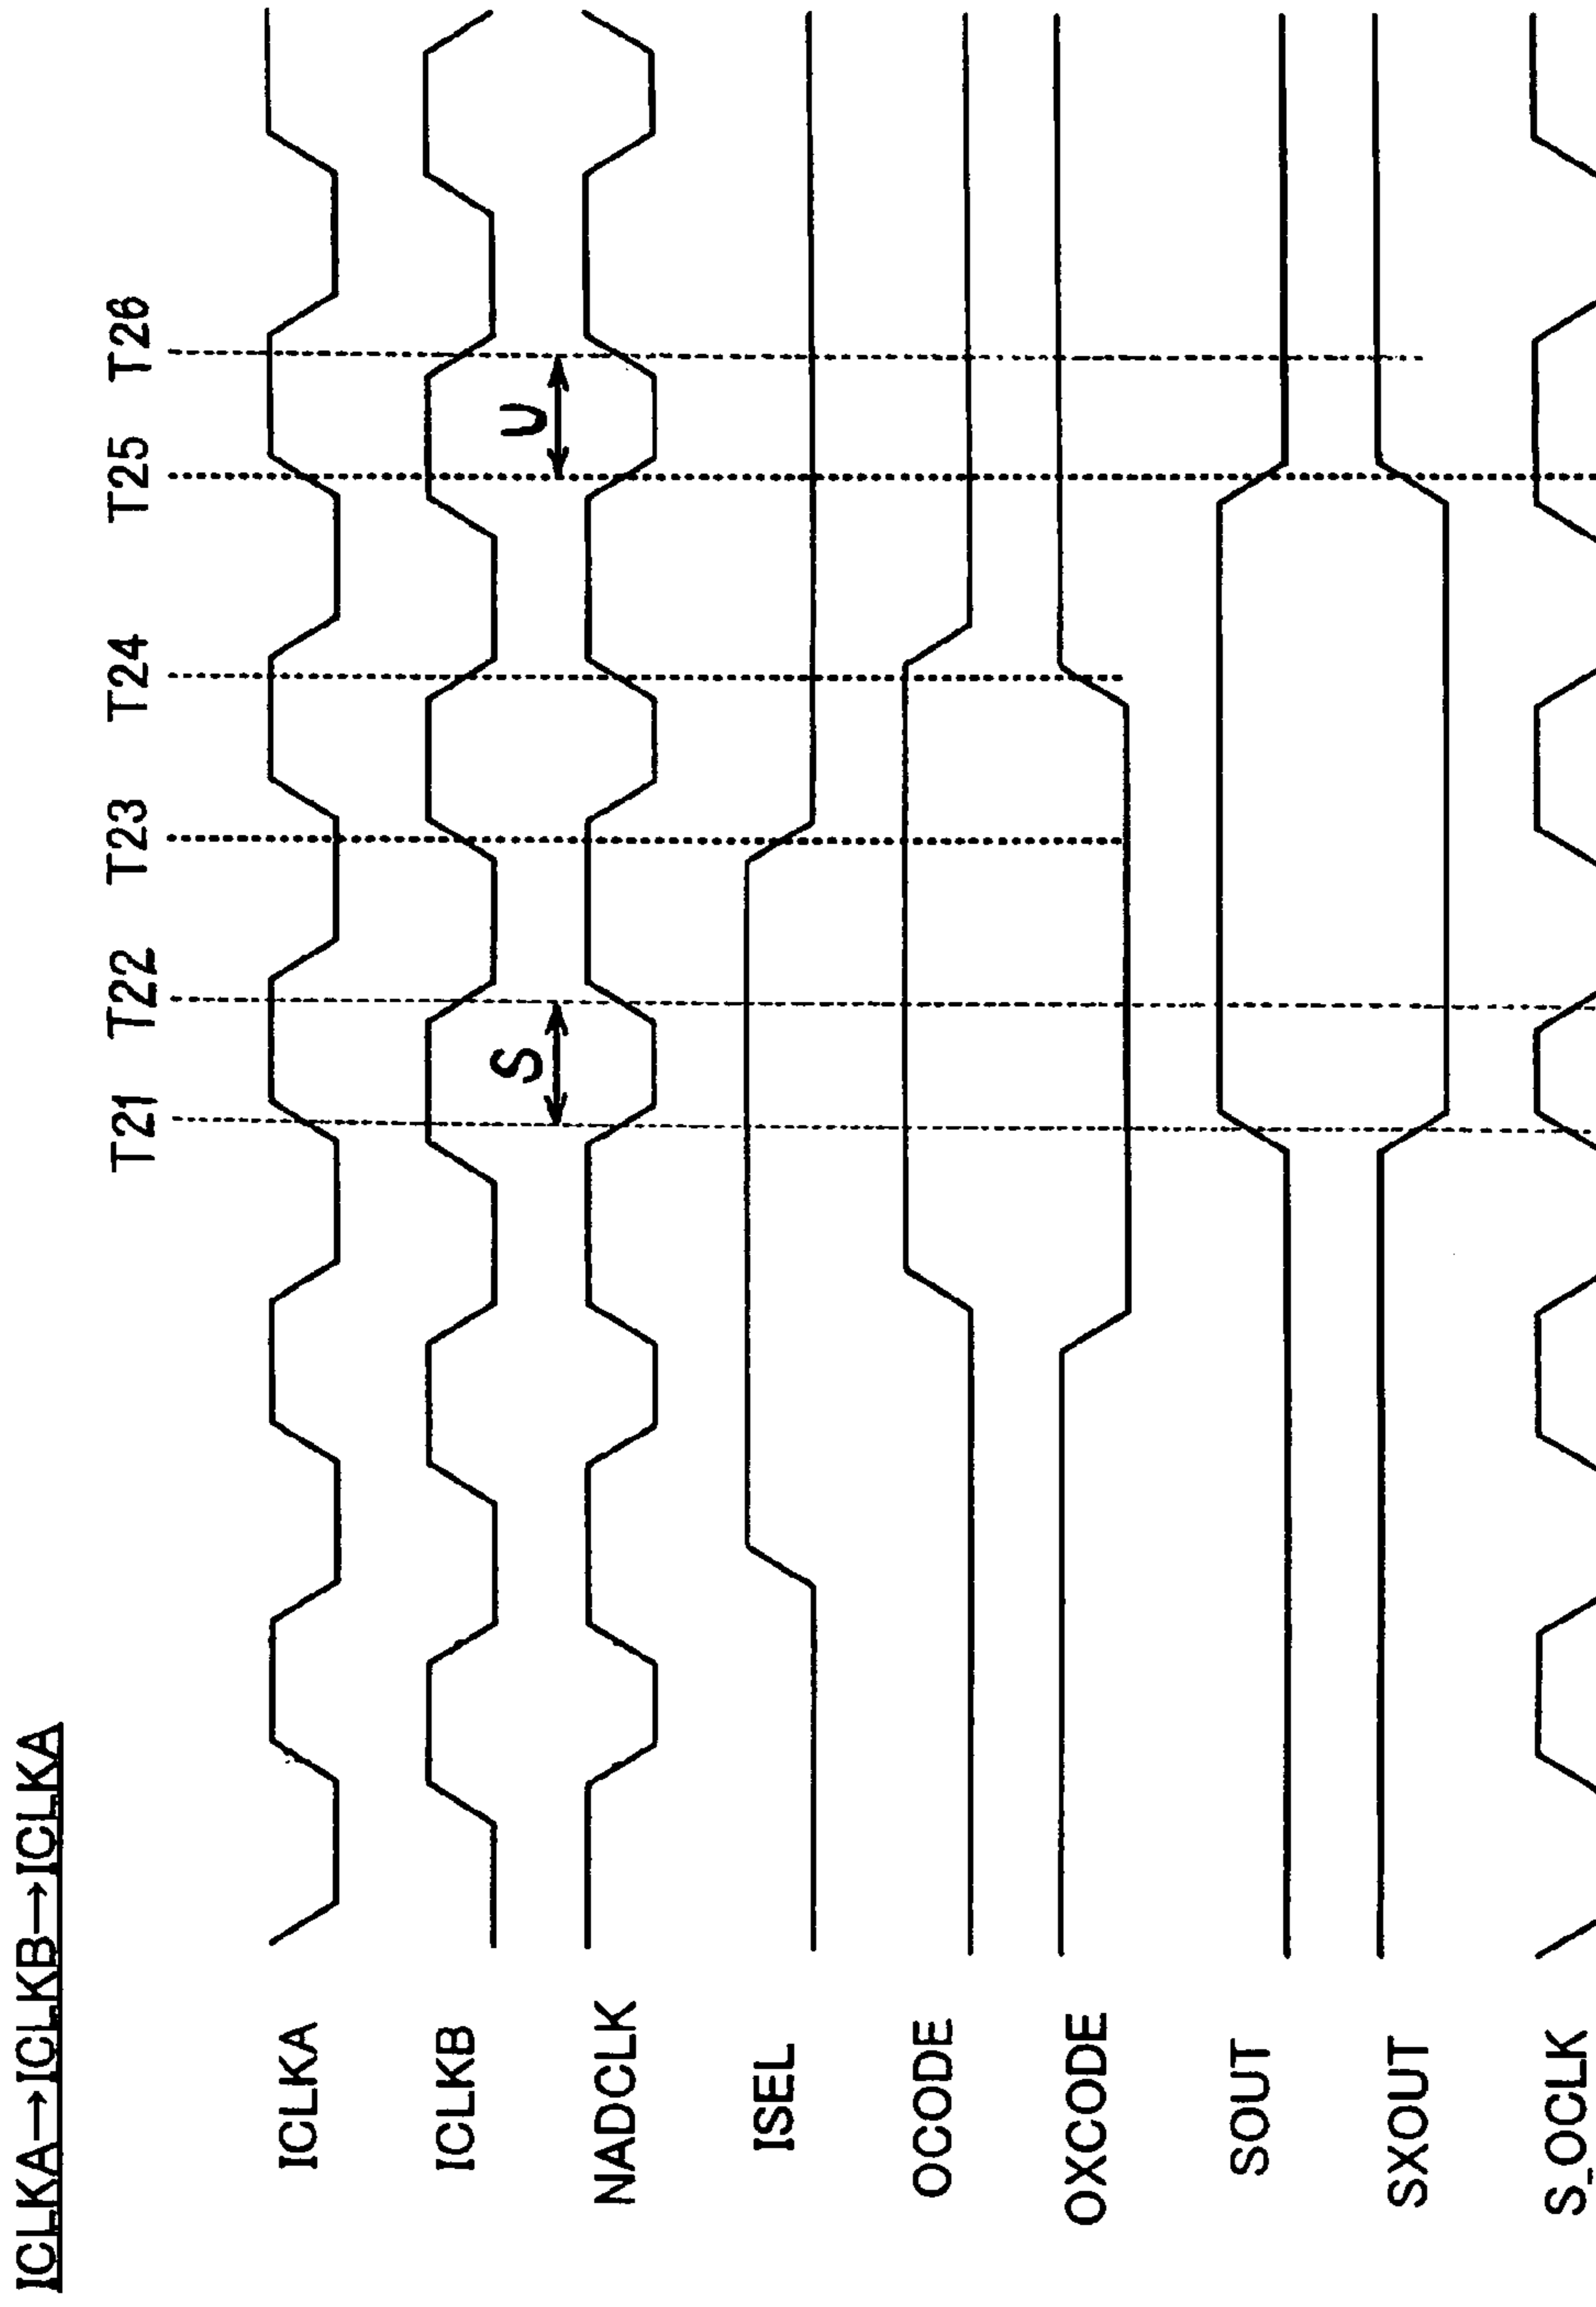 ICLKA→ICLKB→ICLKA
T21 T22 T23 T24 T25 T26
ICLKA
ICLKB
S
U
NADCLK
ISEL
OCODE
OXCODE
SOUT
SXOUT
S_OCLK